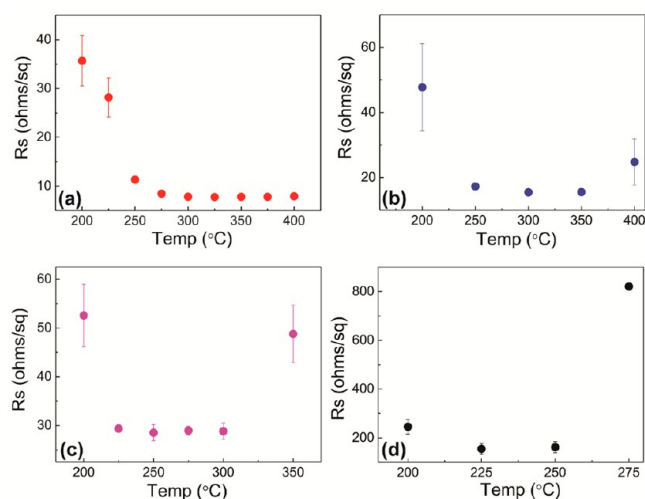 40
30
20
10
Rs (ohms/sq)
(a)
200 250 300 350 400
Temp (°C)
60
40
20
Rs (ohms/sq)
(b)
200 250 300 350 400
Temp (°C)
60
50
40
30
Rs (ohms/sq)
(c)
200 250 300 350
Temp (°C)
800
600
400
200
Rs (ohms/sq)
(d)
200 225 250 275
Temp (°C)